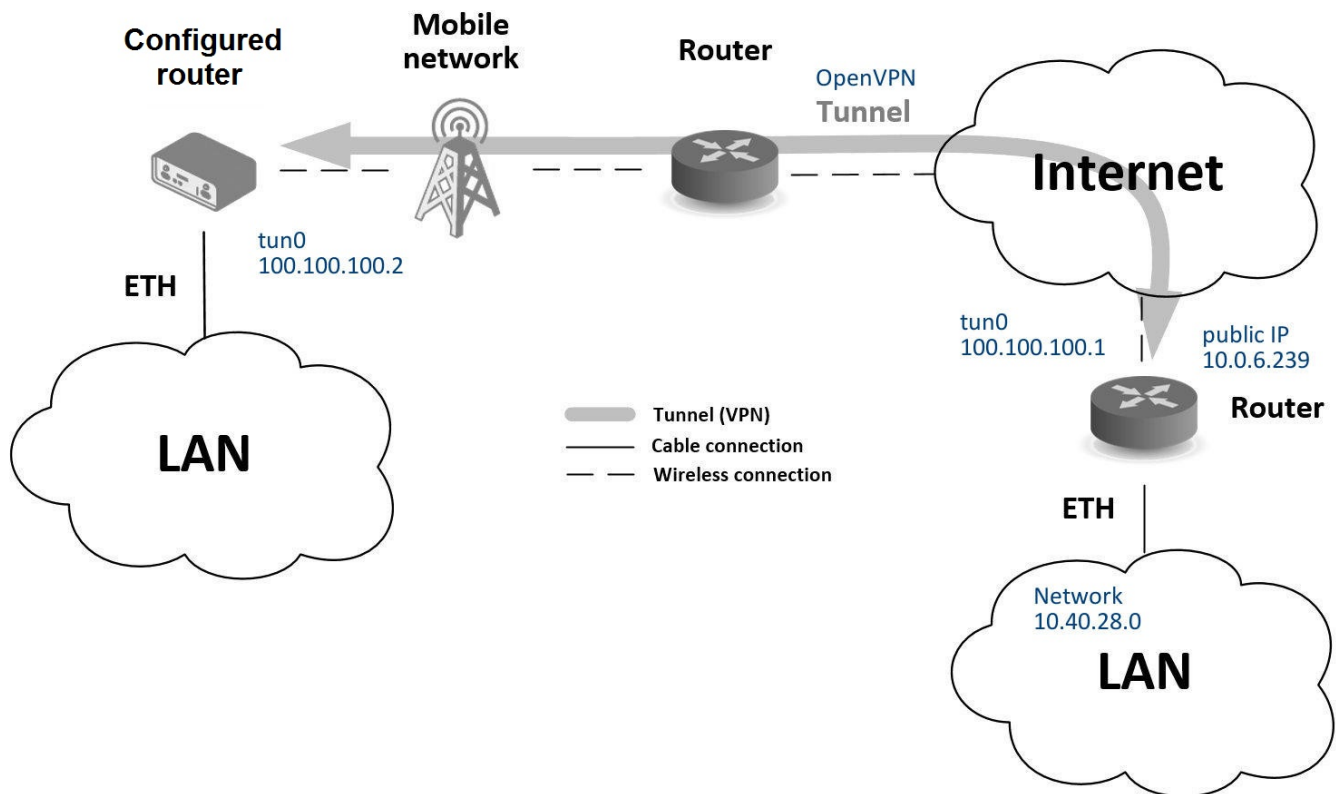 Configured
router
Mobile
network
Router
OpenVPN
Tunnel
Internet
tun0
100.100.100.2
ETH
LAN
tun0
100.100.100.1
public IP
10.0.6.239
Router
Tunnel (VPN)
Cable connection
Wireless connection
ETH
Network
10.40.28.0
LAN